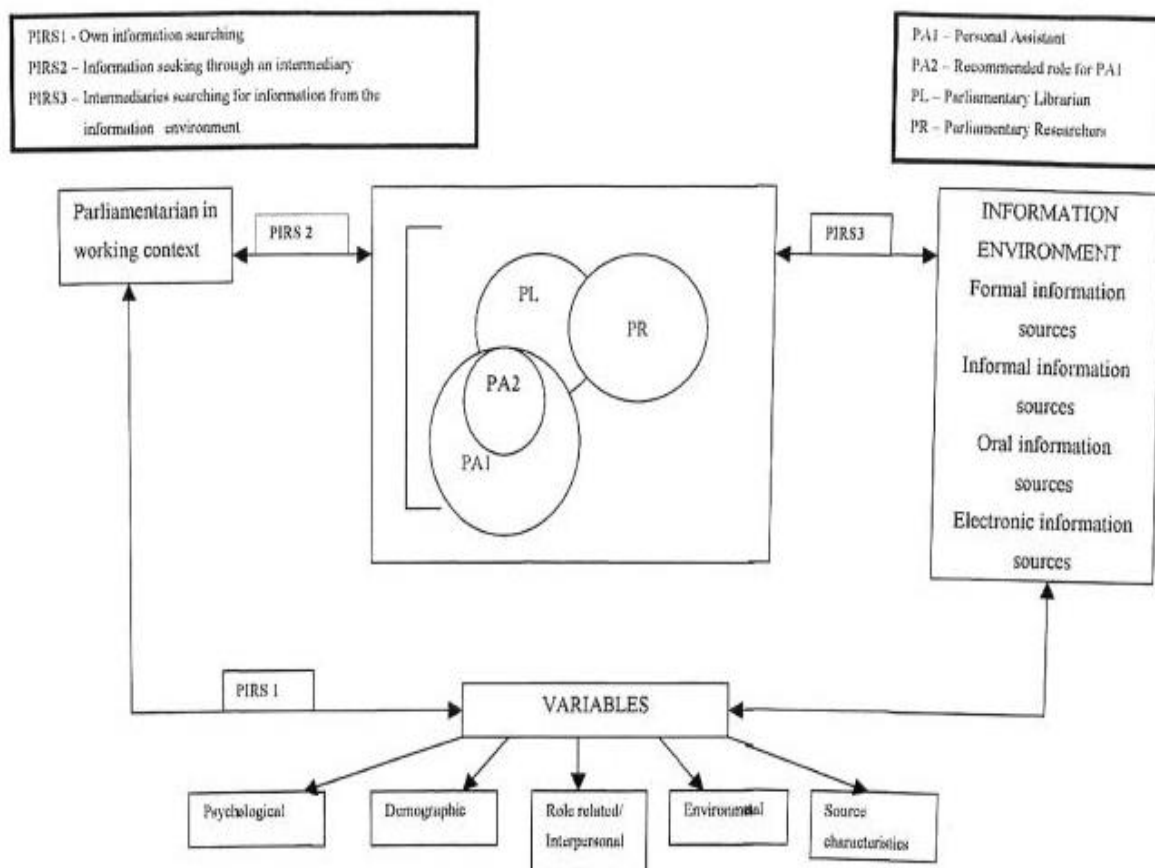 PIRS1 - Own information searching
PIRS2 – Information seeking through an intermediary
PIRS3 – Intermediaries searching for information from the
information environment
PA1 – Personal Assistant
PA2 – Recommended role for PA1
PL – Parliamentary Librarian
PR – Parliamentary Researchers
Parliamentarian in
working context
PIRS 2
PL
PR
PA2
PA1
PIRS3
INFORMATION
ENVIRONMENT
Formal information
sources
Informal information
sources
Oral information
sources
Electronic information
sources
PIRS 1
VARIABLES
Psychological
Demographic
Role related/
Interpersonal
Environmental
Source
characteristics